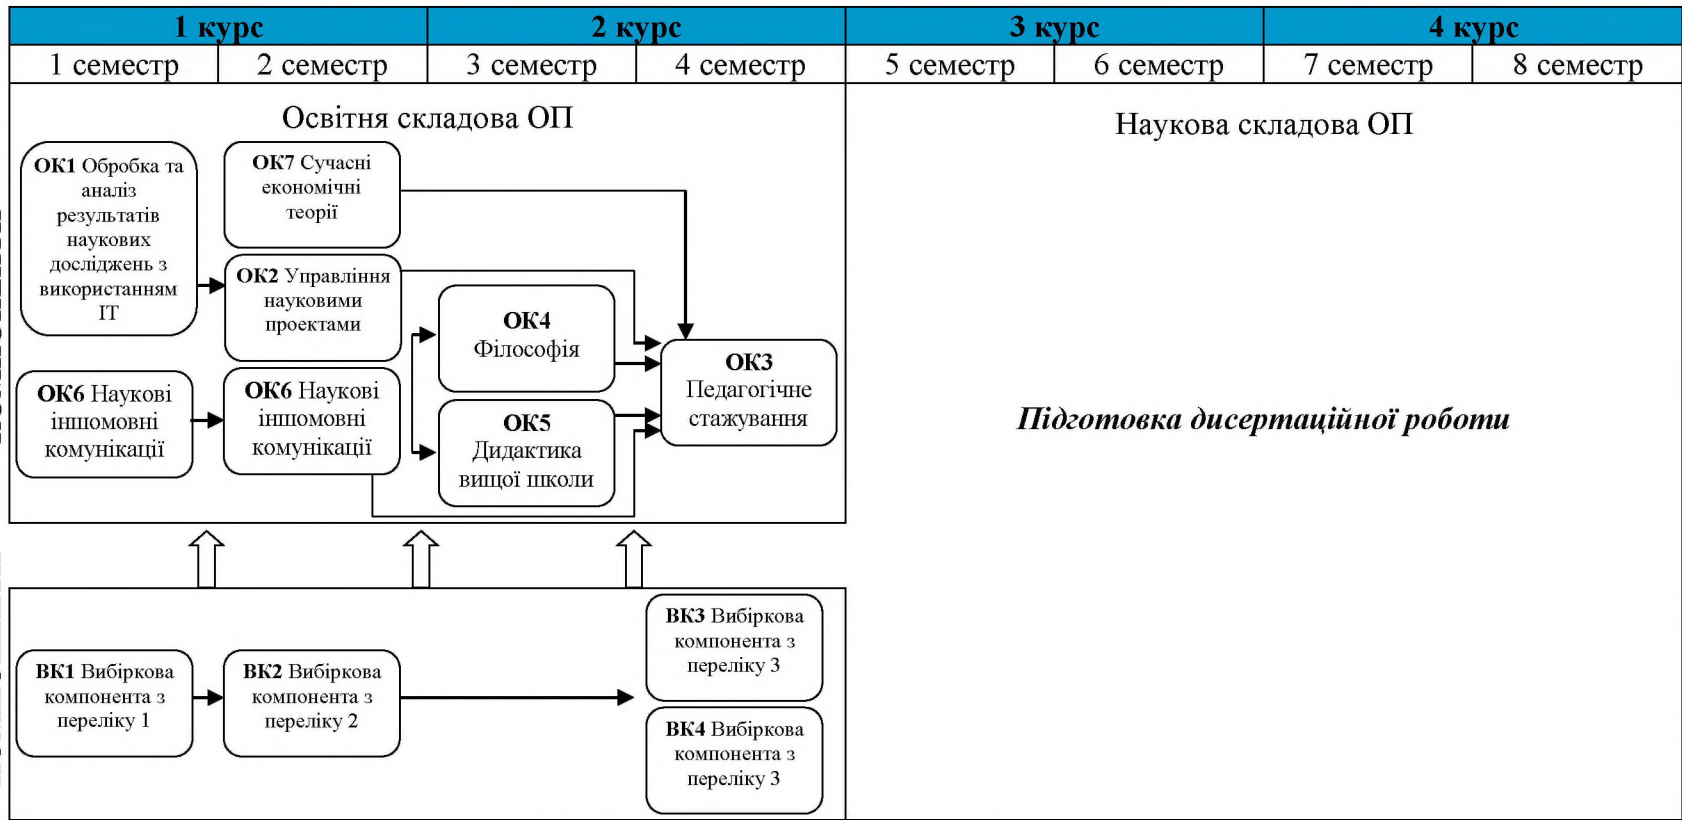 1 курс
2 курс
3 курс
4 курс
1 семестр
2 семестр
3 семестр
4 семестр
5 семестр
6 семестр
7 семестр
8 семестр
Освітня складова ОП
Наукова складова ОП
ОК1 Обробка та
аналіз
результатів
наукових
досліджень з
використанням
ІТ
ОК7 Сучасні
економічні
теорії
ОК2 Управління
науковими
проектами
ОК4
Філософія
ОК3
Педагогічне
стажування
ОК6 Наукові
іншомовні
комунікації
ОК6 Наукові
іншомовні
комунікації
ОК5
Дидактика
вищої школи
Підготовка дисертаційної роботи
ВК1 Вибіркова
компонента з
переліку 1
ВК2 Вибіркова
компонента з
переліку 2
ВК3 Вибіркова
компонента з
переліку 3
ВК4 Вибіркова
компонента з
переліку 3